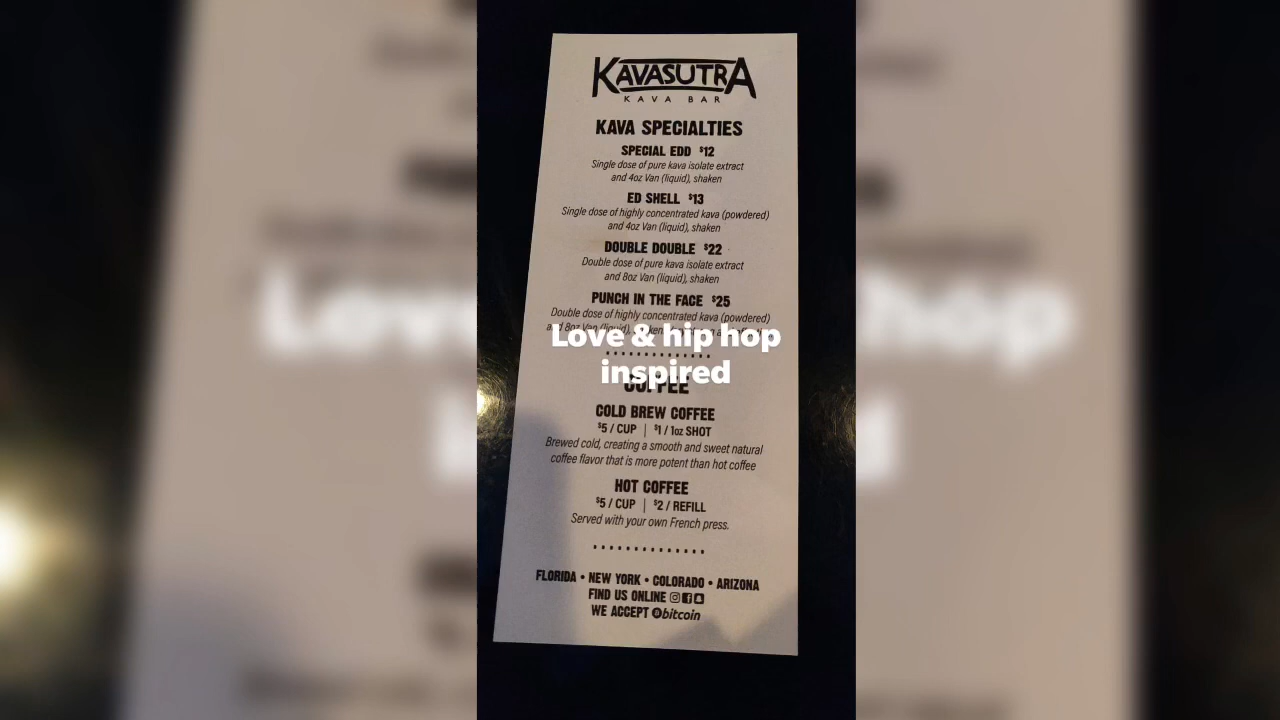 KAVASUTRA
KAVA BAR
KAVA SPECIALTIES
SPECIAL EDD $12
Single dose of pure kava isolate extract
and 4oz Van (liquid), shaken
ED SHELL $13
Single dose of highly concentrated kava (powdered)
and 4oz Van (liquid), shaken
DOUBLE DOUBLE $22
Double dose of pure kava isolate extract
and 8oz Van (liquid), shaken
PUNCH IN THE FACE $25
Double dose of highly concentrated kava (powdered)
and 8oz Van (liquid),
Love & hip hop
inspired
COFFEE
COLD BREW COFFEE
$5 / CUP | $1 / 1oz SHOT
Brewed cold, creating a smooth and sweet natural
coffee flavor that is more potent than hot coffee
HOT COFFEE
$5 / CUP | $2 / REFILL
Served with your own French press.
FLORIDA • NEW YORK • COLORADO • ARIZONA
FIND US ONLINE
WE ACCEPT bitcoin